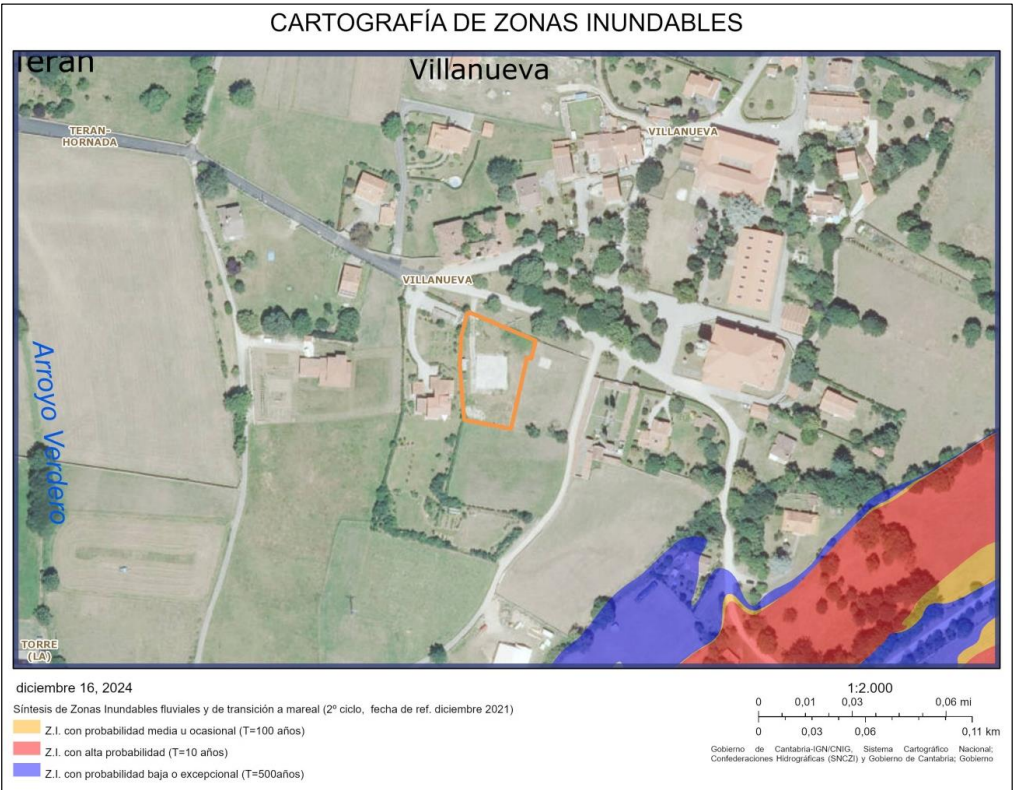 CARTOGRAFÍA DE ZONAS INUNDABLES
Terán
Villanueva
TERAN-
HORNADA
VILLANUEVA
VILLANUEVA
Arroyo Verdero
TORRE
(LA)
diciembre 16, 2024
Síntesis de Zonas Inundables fluviales y de transición a mareal (2º ciclo, fecha de ref. diciembre 2021)
Z.I. con probabilidad media u ocasional (T=100 años)
Z.I. con alta probabilidad (T=10 años)
Z.I. con probabilidad baja o excepcional (T=500años)
1:2.000
0 0,01 0,03 0,06 mi
0 0,03 0,06 0,11 km
Gobierno de Cantabria-IGN/CNIG, Sistema Cartográfico Nacional;
Confederaciones Hidrográficas (SNCZI) y Gobierno de Cantabria; Gobierno